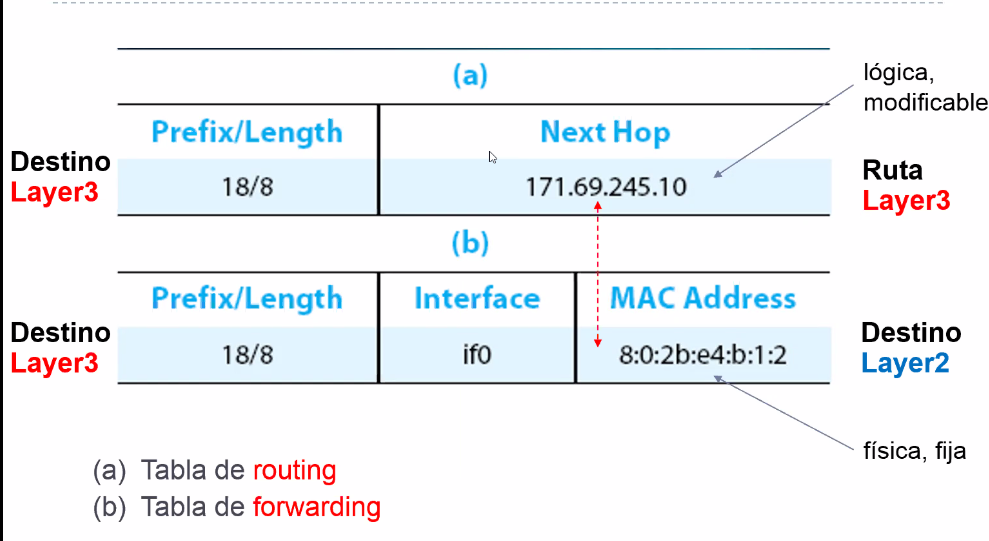 (a)
lógica,
modificable
Prefix/Length Next Hop
Destino
Layer3
18/8 171.69.245.10
Ruta
Layer3
(b)
Prefix/Length Interface MAC Address
Destino
Layer3
18/8 if0 8:0:2b:e4:b:1:2
Destino
Layer2
física, fija
(a) Tabla de routing
(b) Tabla de forwarding